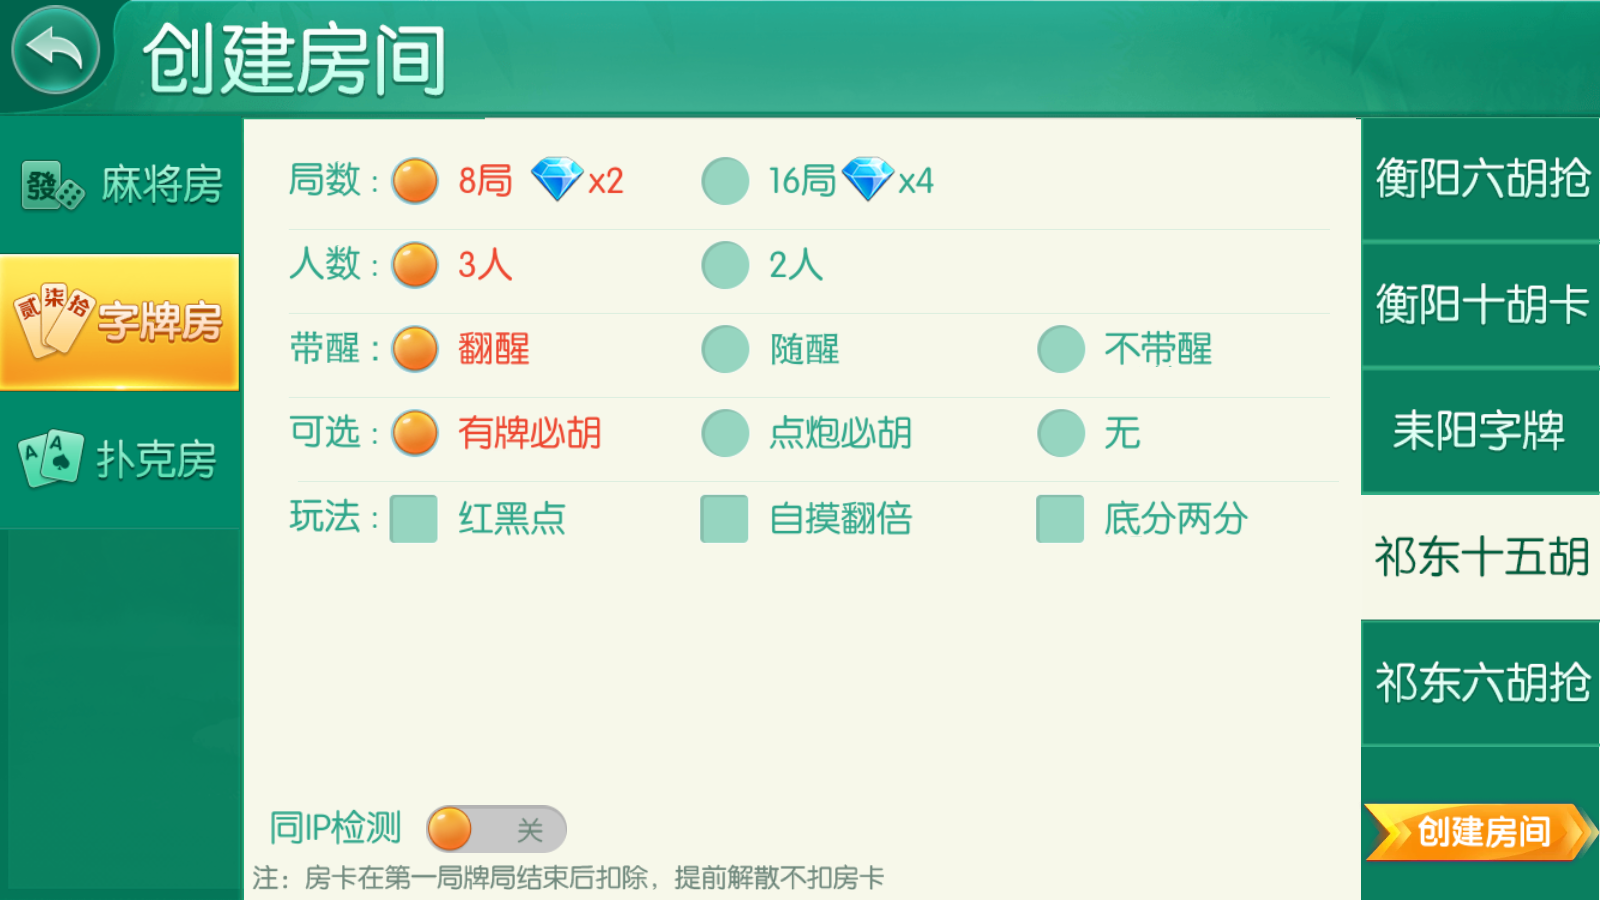 创建房间
發 麻将房
贰 柒 拾 字牌房
A A 扑克房
局数： 8局 x2 16局 x4
人数： 3人 2人
带醒： 翻醒 随醒 不带醒
可选： 有牌必胡 点炮必胡 无
玩法： 红黑点 自摸翻倍 底分两分
同IP检测 关
注：房卡在第一局牌局结束后扣除，提前解散不扣房卡
衡阳六胡抢
衡阳十胡卡
耒阳字牌
祁东十五胡
祁东六胡抢
创建房间